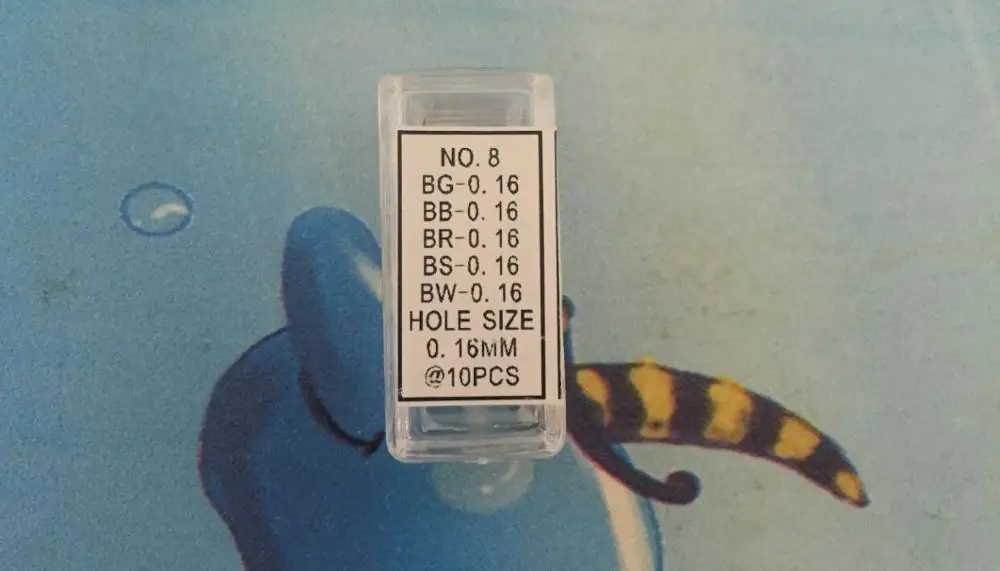 NO. 8
BG-0. 16
BB-0. 16
BR-0. 16
BS-0. 16
BW-0. 16
HOLE SIZE
0. 16MM
@10PCS